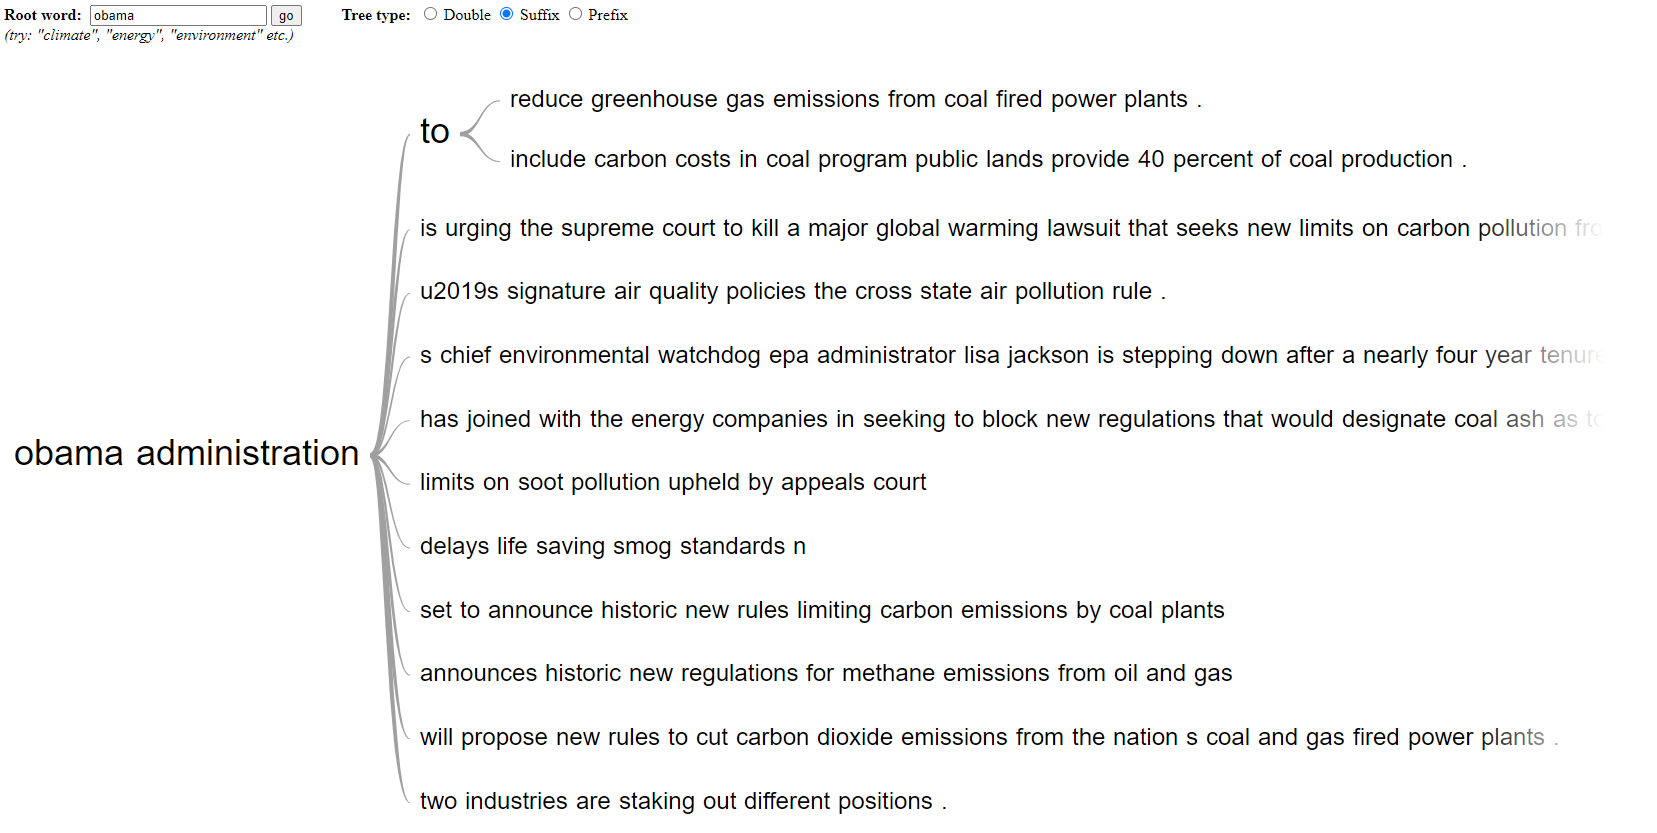 Root word: obama go Tree type: Double Suffix Prefix
(try: "climate", "energy", "environment" etc.)
reduce greenhouse gas emissions from coal fired power plants .
to
include carbon costs in coal program public lands provide 40 percent of coal production .
is urging the supreme court to kill a major global warming lawsuit that seeks new limits on carbon pollution
u2019s signature air quality policies the cross state air pollution rule .
s chief environmental watchdog epa administrator lisa jackson is stepping down after a nearly four year tenure
has joined with the energy companies in seeking to block new regulations that would designate coal ash as
obama administration
limits on soot pollution upheld by appeals court
delays life saving smog standards n
set to announce historic new rules limiting carbon emissions by coal plants
announces historic new regulations for methane emissions from oil and gas
will propose new rules to cut carbon dioxide emissions from the nation s coal and gas fired power plants .
two industries are staking out different positions .